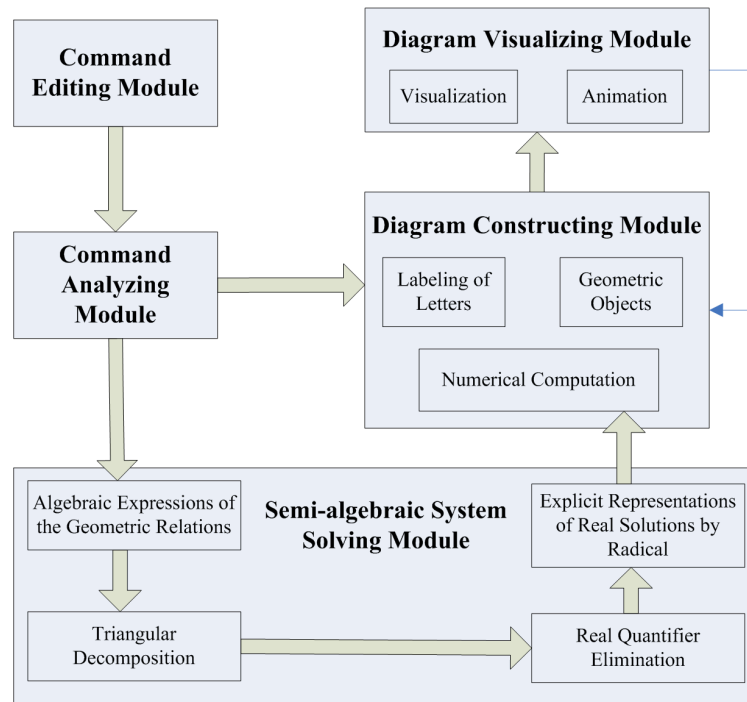 Command
Editing Module
Diagram Visualizing Module
Visualization
Animation
Command
Analyzing
Module
Diagram Constructing Module
Labeling of
Letters
Geometric
Objects
Numerical Computation
Semi-algebraic System
Solving Module
Algebraic Expressions of
the Geometric Relations
Triangular
Decomposition
Real Quantifier
Elimination
Explicit Representations
of Real Solutions by
Radical